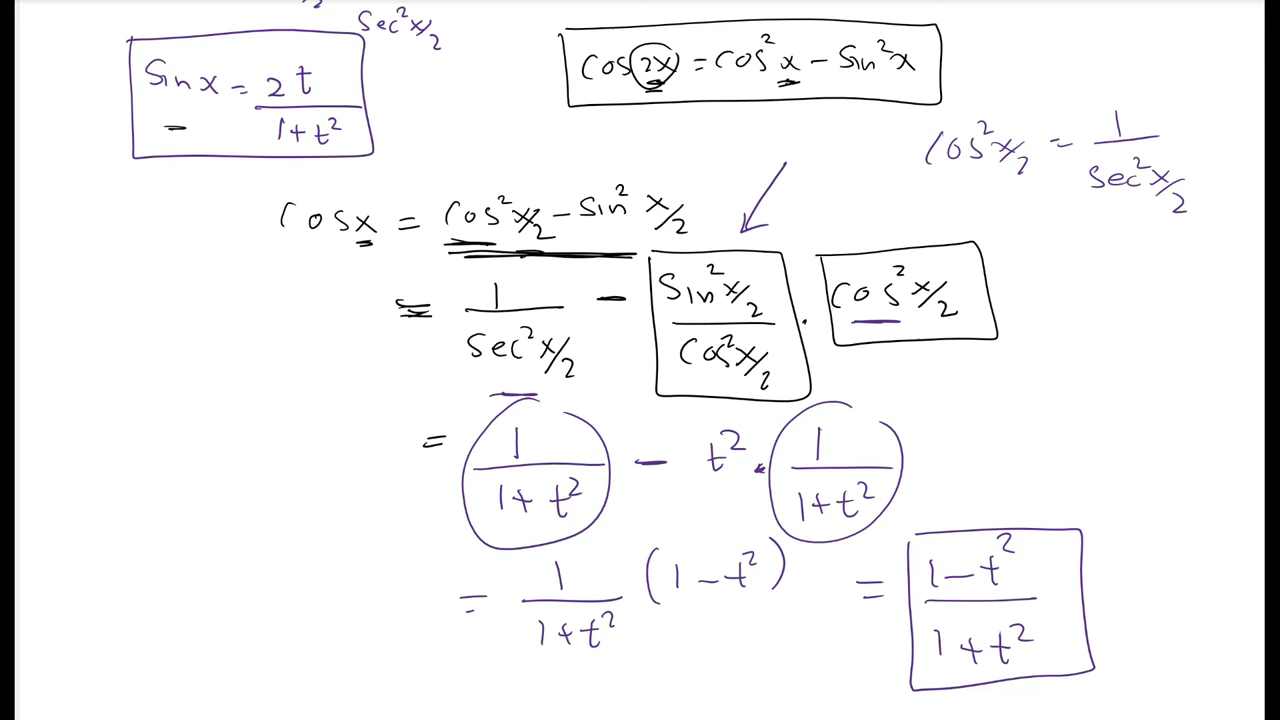 Sec²x/2
Sin x = 2t / 1+t²
Cos 2x = Cos²x - Sin²x
Cos²x/2 = 1 / Sec²x/2
Cos x = Cos²x/2 - Sin²x/2
= 1 / Sec²x/2 - Sin²x/2 / Cos²x/2 . Cos²x/2
= 1 / 1+t² - t² . 1 / 1+t²
= 1 / 1+t² (1-t²) = 1-t² / 1+t²